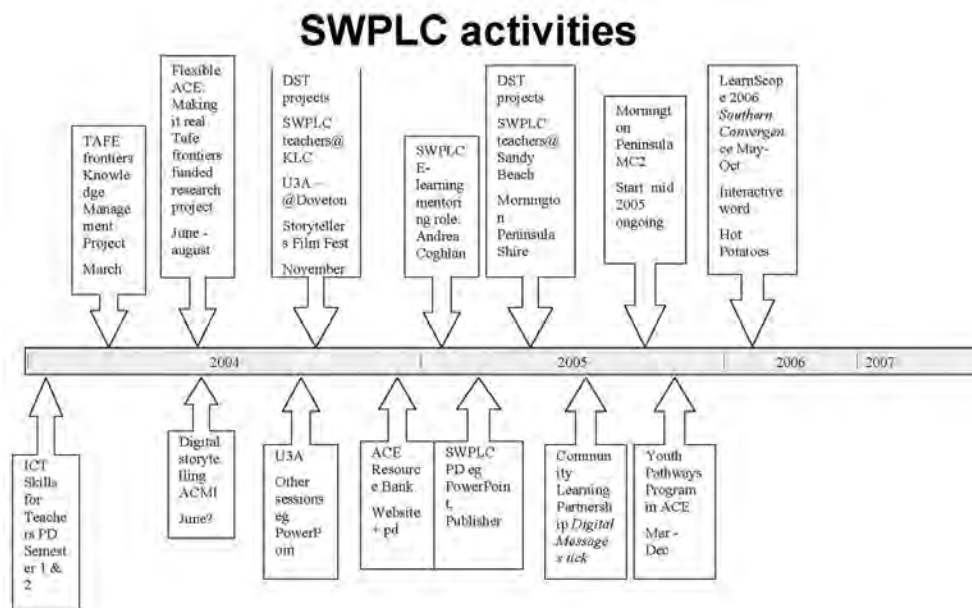 SWPLC activities
TAFE
frontiers
Knowle
dge
Manage
ment
Project
March
Flexible
ACE:
Making
it real
Tafe
frontiers
funded
research
project
June -
august
DST
projects
SWPLC
teachers@
KLC
U3A –
@Doveton
Storyteller
s Film Fest
November
SWPLC
E-
learning
mentoring
role.
Andrea
Coghlan
DST
projects
SWPLC
teachers@
Sandy
Beach
Morningto
n
Peninsula
Shire
Morningt
on
Peninsula
MC2
Start mid
2005
ongoing
LearnScop
e 2006
Southern
Convergen
ce May-
Oct
Interactive
word
Hot
Potatoes
2004
2005
2006
2007
ICT
Skills
for
Teache
rs PD
Semest
er 1 &
2
Digital
storyte
lling
ACMI
June?
U3A
Other
sessions
eg
PowerP
oint
ACE
Resourc
e Bank
Website
+ pd
SWPLC
PD eg
PowerPoin
t,
Publisher
Commun
ity
Learning
Partnersh
ip Digital
Message
s tick
Youth
Pathways
Program
in ACE
Mar -
Dec